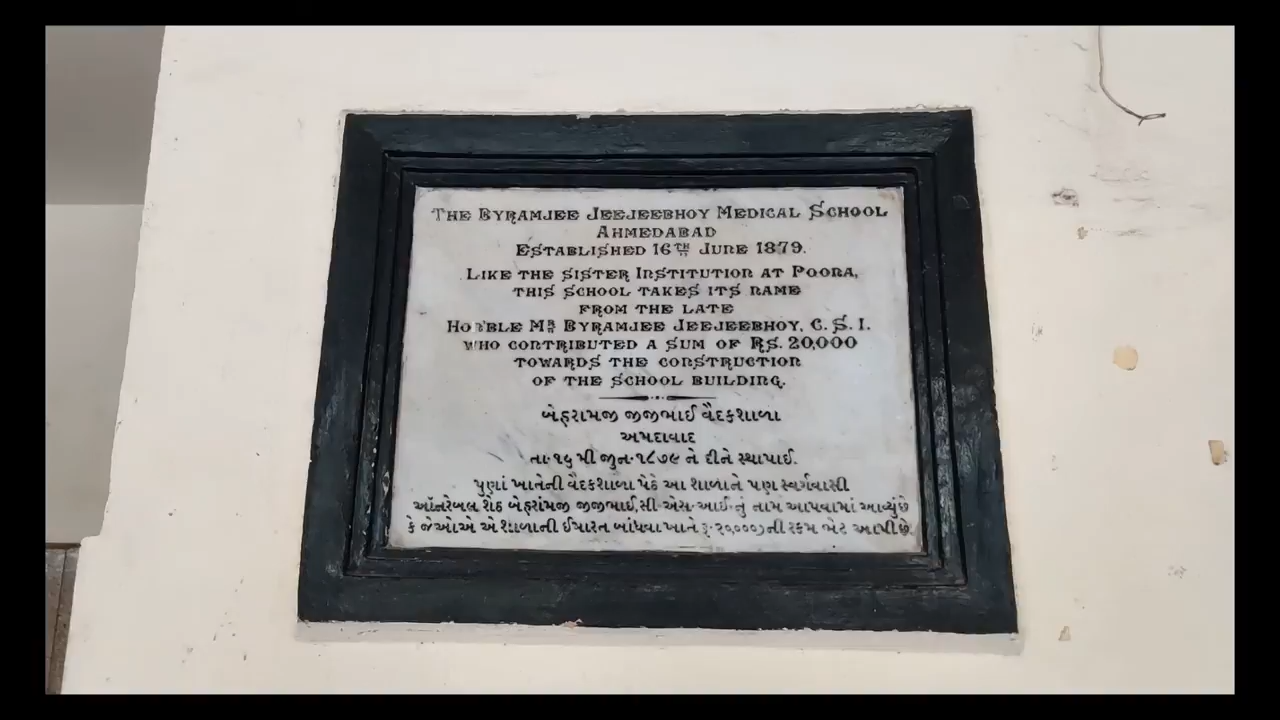 THE BYRAMJEE JEEJEEBHOY MEDICAL SCHOOL
AHMEDABAD
ESTABLISHED 16TH JUNE 1879.
LIKE THE SISTER INSTITUTION AT POONA,
THIS SCHOOL TAKES ITS NAME
FROM THE LATE
HON'BLE MR BYRAMJEE JEEJEEBHOY, C. S. I.
WHO CONTRIBUTED A SUM OF RS. 20,000
TOWARDS THE CONSTRUCTION
OF THE SCHOOL BUILDING.
બેહરામજી જીજીભાઈ વૈદકશાળા
અમદાવાદ
તા·૧૬ મી જુન·૧૮૭૯ ને દીને સ્થાપાઈ.
પુણાં ખાતેની વૈદકશાળા પેઠે આ શાળાને પણ સ્વર્ગવાસી
ઑનરેબલ શેઠ બેહરાંમજી જીજીભાઈ,સી·એસ·આઈ·નું નામ આપવામાં આવ્યુંછે
કે જેઓએ એ શાળાની ઈમારત બાંધવા ખાતે રૂ·૨૦,૦૦૦)ની રકમ ભેટ આપીછે.